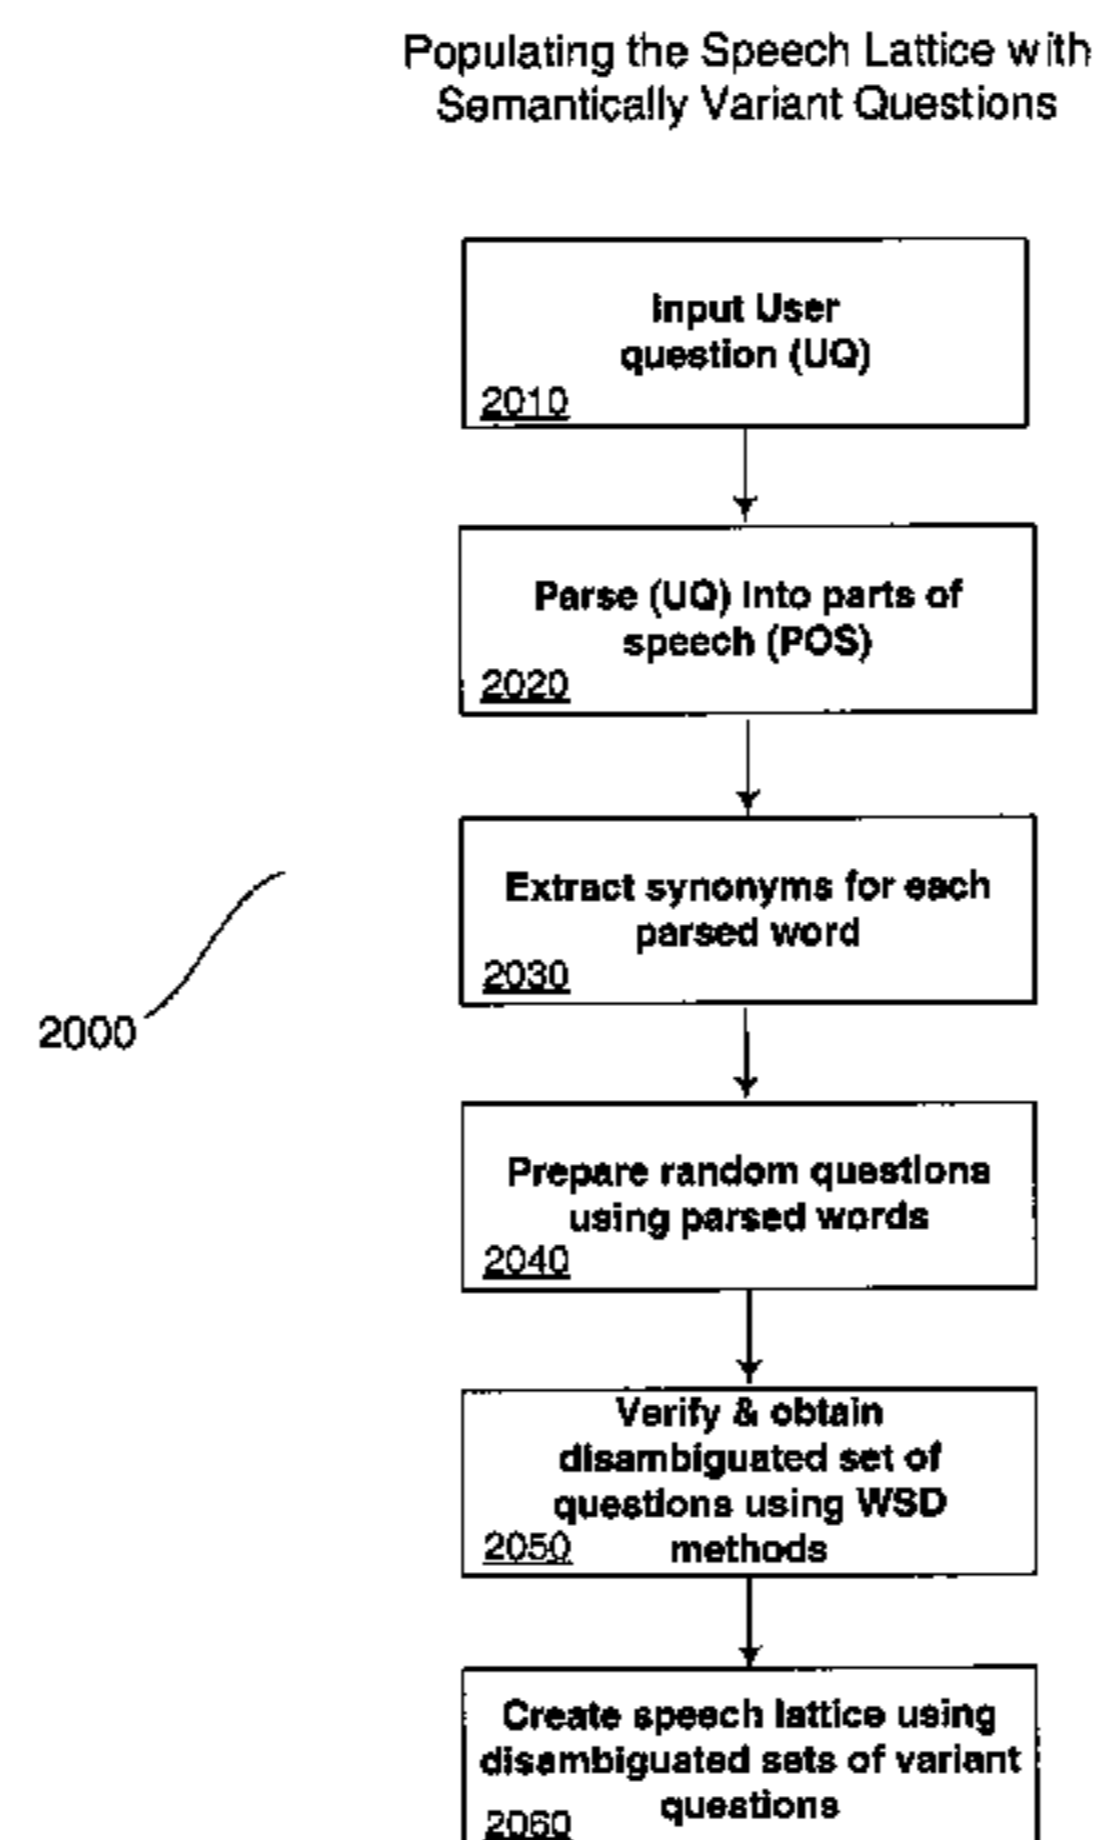 Populating the Speech Lattice with
Semantically Variant Questions
Input User
question (UQ)
2010
Parse (UQ) into parts of
speech (POS)
2020
Extract synonyms for each
parsed word
2030
2000
Prepare random questions
using parsed words
2040
Verify & obtain
disambiguated set of
questions using WSD
methods
2050
Create speech lattice using
disambiguated sets of variant
questions
2060